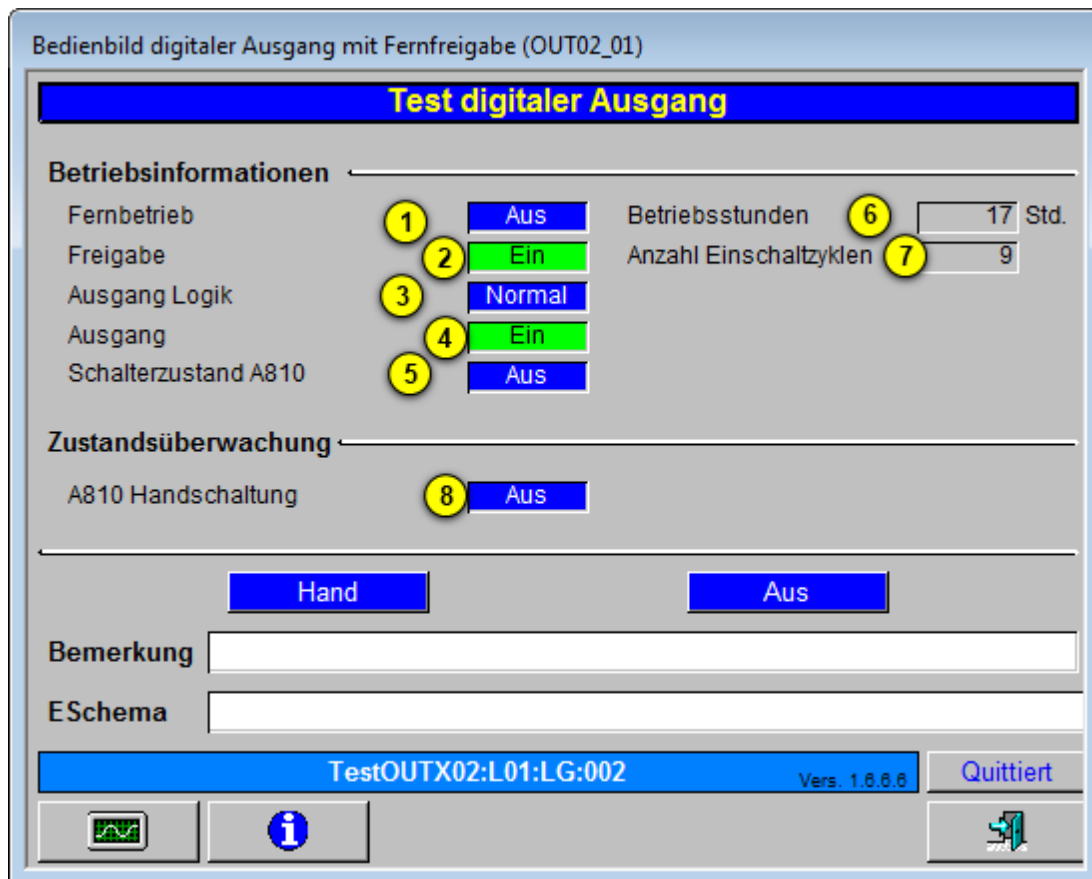 Bedienbild digitaler Ausgang mit Fernfreigabe (OUT02_01)
Test digitaler Ausgang
Betriebsinformationen
Fernbetrieb 1 Aus Betriebsstunden 6 17 Std.
Freigabe 2 Ein Anzahl Einschaltzyklen 7 9
Ausgang Logik 3 Normal
Ausgang 4 Ein
Schalterzustand A810 5 Aus
Zustandsüberwachung
A810 Handschaltung 8 Aus
Hand Aus
Bemerkung
ESchema
TestOUTX02:L01:LG:002 Vers. 1.6.6.6 Quittiert